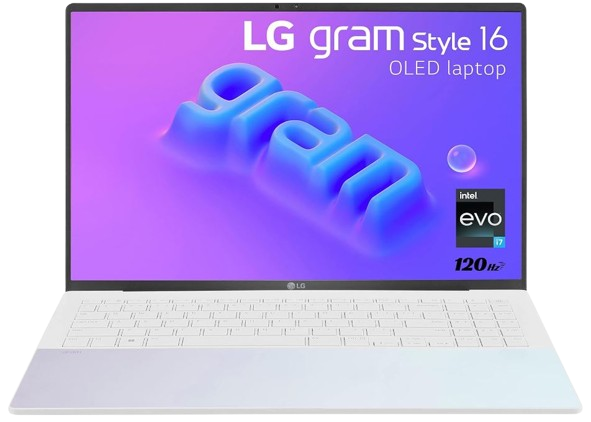 LG gram Style 16
OLED laptop
gram
intel
evo
i7
120Hz
LG